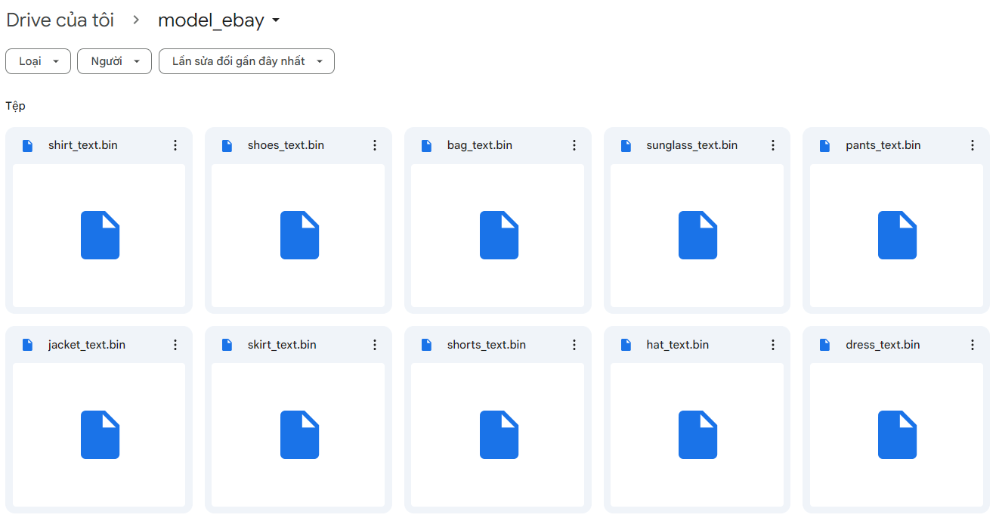 Drive của tôi > model_ebay
Loại Người Lần sửa đổi gần đây nhất
Tệp
shirt_text.bin shoes_text.bin bag_text.bin sunglass_text.bin pants_text.bin
jacket_text.bin skirt_text.bin shorts_text.bin hat_text.bin dress_text.bin